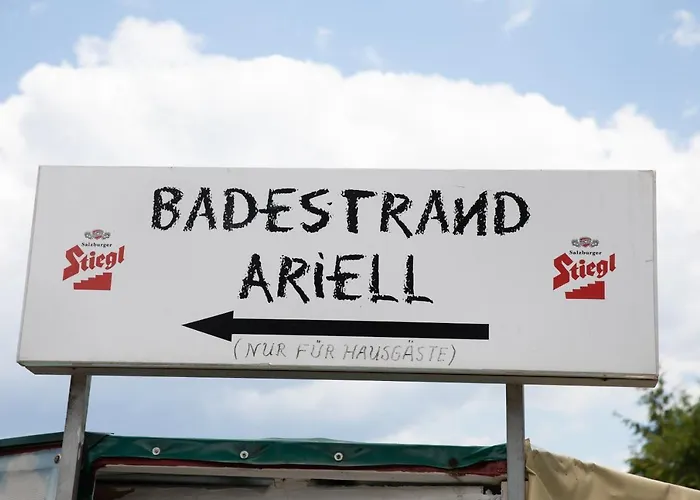 BADESTRAND
ARiELL
(NUR FÜR HAUSGÄSTE)
Salzburger
Stiegl
Salzburger
Stiegl